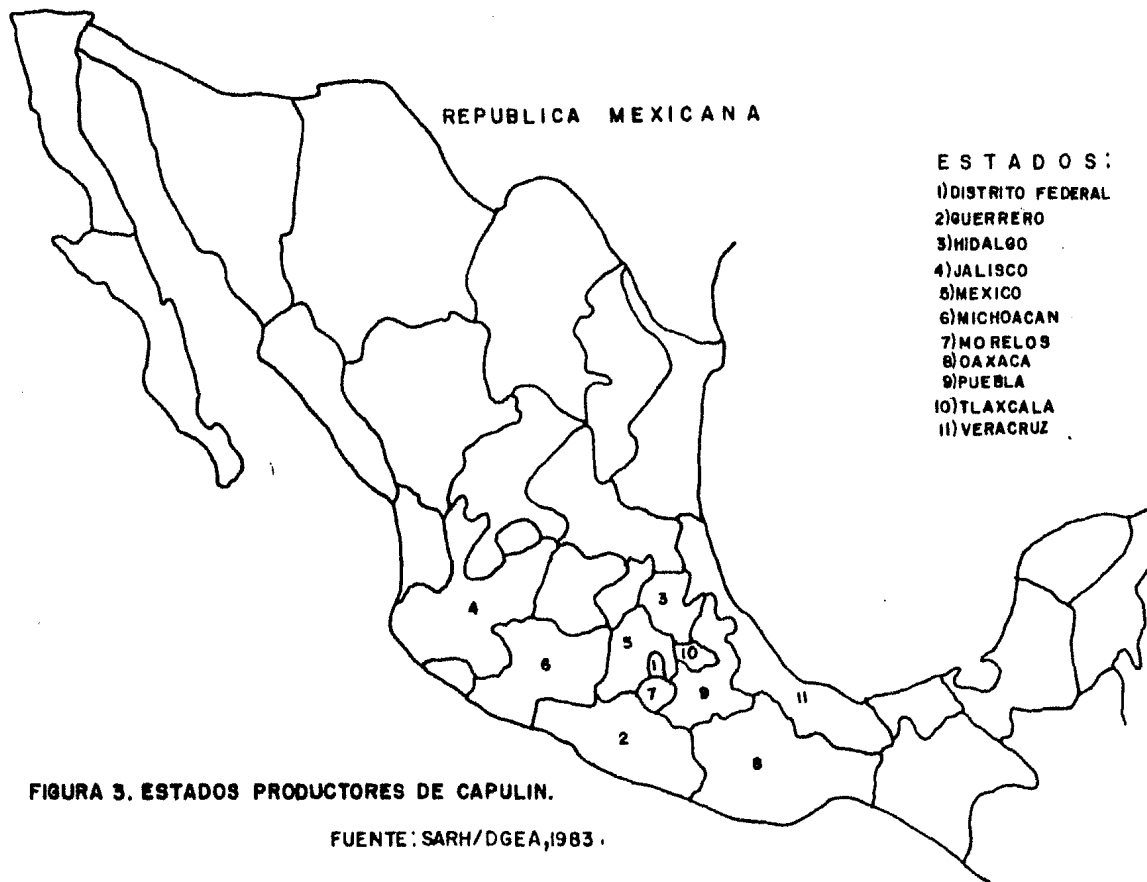 REPUBLICA MEXICANA
ESTADOS:
1)DISTRITO FEDERAL
2)GUERRERO
3)HIDALGO
4)JALISCO
5)MEXICO
6)MICHOACAN
7)MORELOS
8)OAXACA
9)PUEBLA
10)TLAXCALA
11)VERACRUZ
3
4
5
10
1
6
7
9
11
2
8
FIGURA 3. ESTADOS PRODUCTORES DE CAPULIN.
FUENTE: SARH/DGEA,1983.